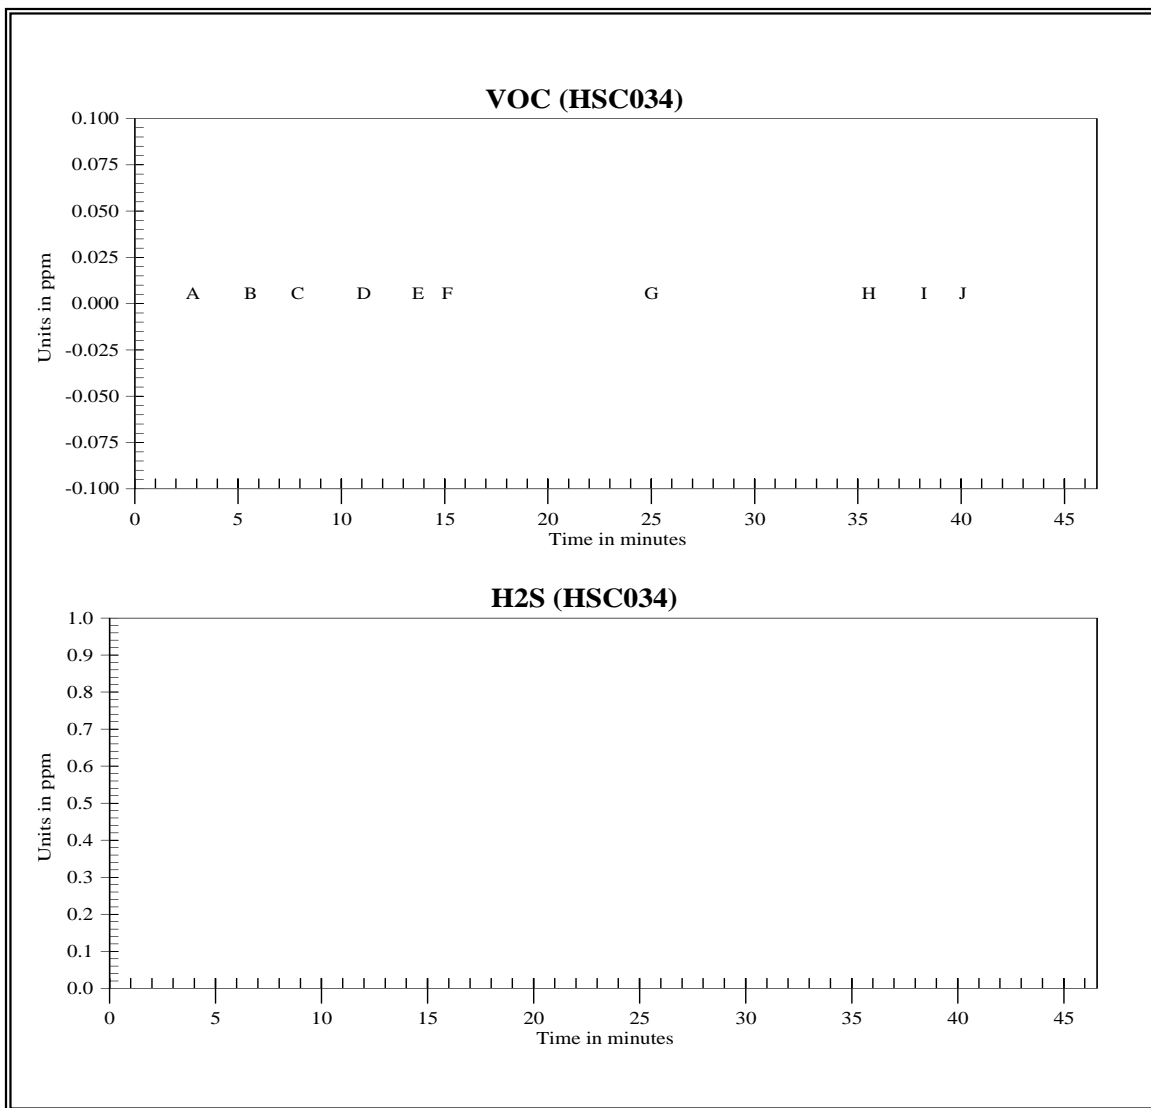 VOC (HSC034)
0.100
0.075
0.050
0.025
0.000
-0.025
-0.050
-0.075
-0.100
Units in ppm
A B C D E F G H I J
0 5 10 15 20 25 30 35 40 45
Time in minutes
H2S (HSC034)
1.0
0.9
0.8
0.7
0.6
0.5
0.4
0.3
0.2
0.1
0.0
Units in ppm
0 5 10 15 20 25 30 35 40 45
Time in minutes